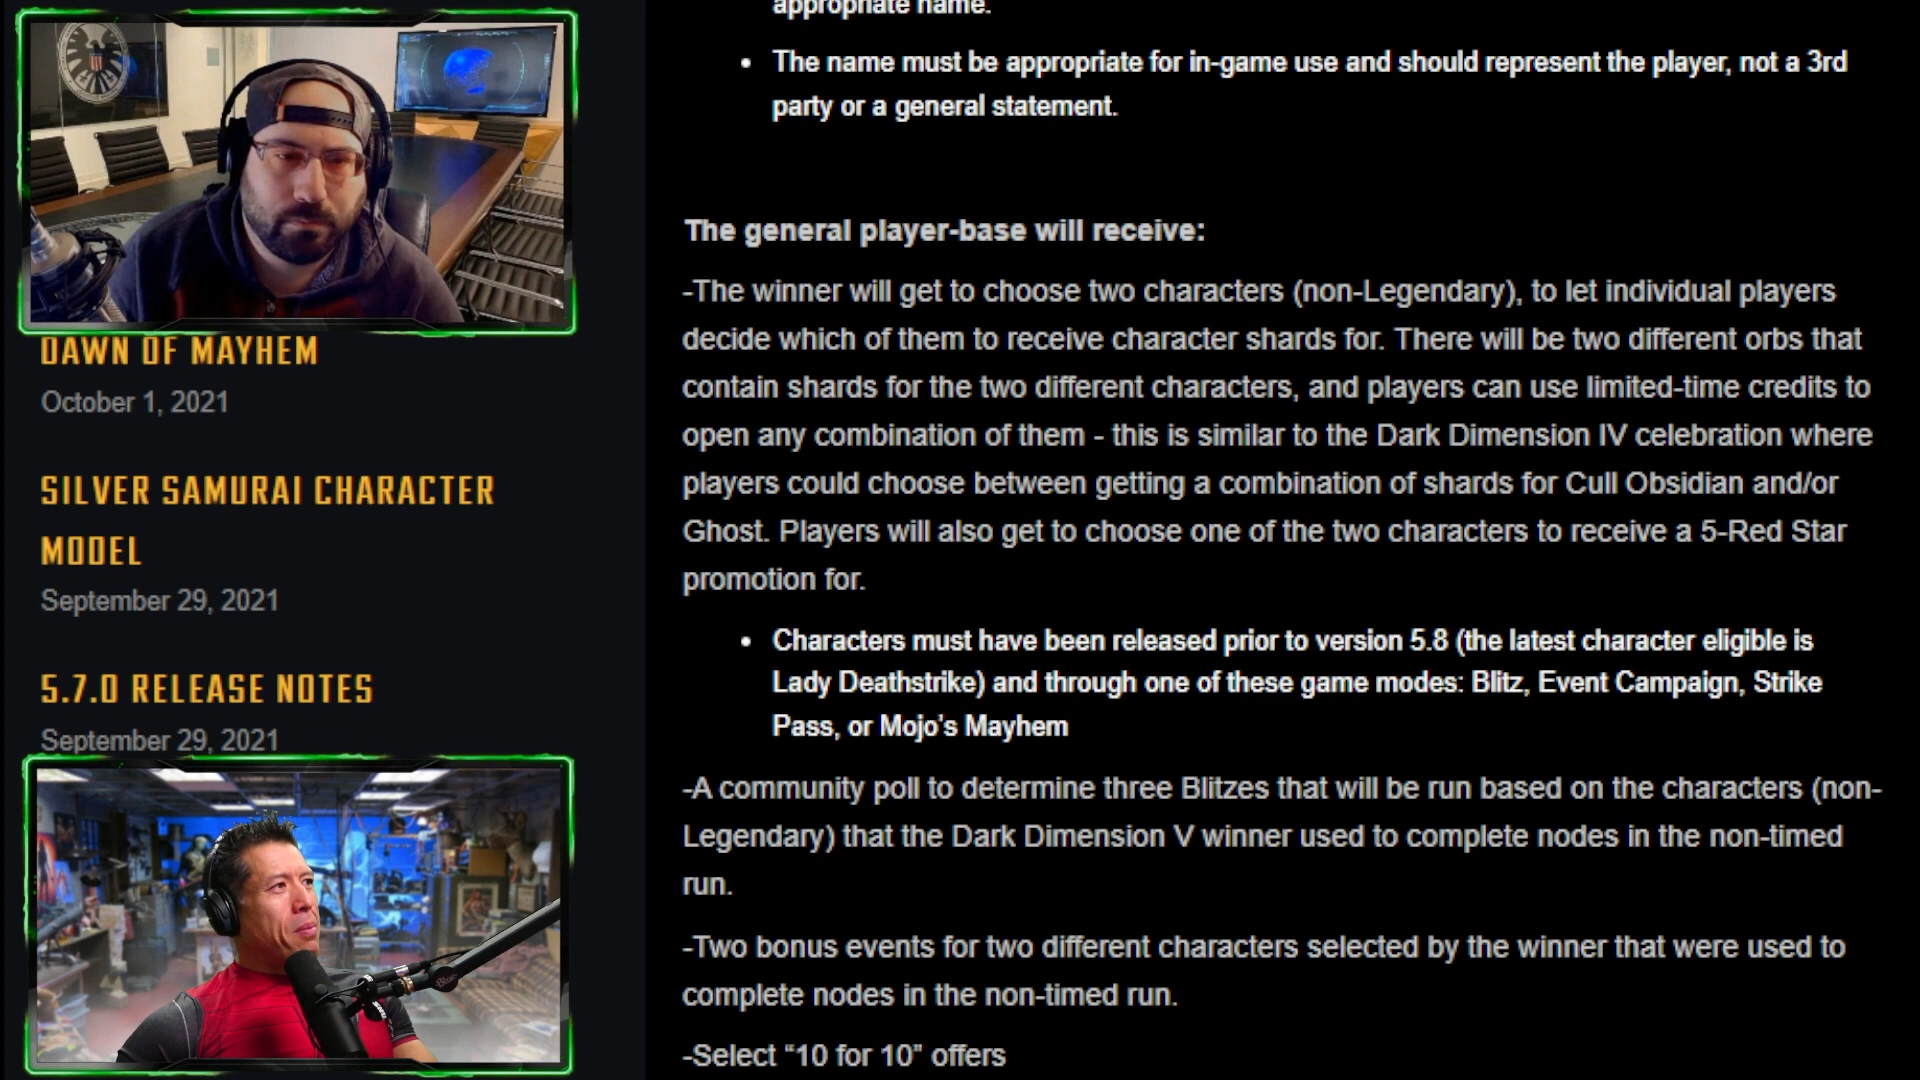 DAWN OF MAYHEM
October 1, 2021
SILVER SAMURAI CHARACTER
MODEL
September 29, 2021
5.7.0 RELEASE NOTES
September 29, 2021
appropriate name.
• The name must be appropriate for in-game use and should represent the player, not a 3rd
party or a general statement.
The general player-base will receive:
-The winner will get to choose two characters (non-Legendary), to let individual players
decide which of them to receive character shards for. There will be two different orbs that
contain shards for the two different characters, and players can use limited-time credits to
open any combination of them - this is similar to the Dark Dimension IV celebration where
players could choose between getting a combination of shards for Cull Obsidian and/or
Ghost. Players will also get to choose one of the two characters to receive a 5-Red Star
promotion for.
• Characters must have been released prior to version 5.8 (the latest character eligible is
Lady Deathstrike) and through one of these game modes: Blitz, Event Campaign, Strike
Pass, or Mojo's Mayhem
-A community poll to determine three Blitzes that will be run based on the characters (non-
Legendary) that the Dark Dimension V winner used to complete nodes in the non-timed
run.
-Two bonus events for two different characters selected by the winner that were used to
complete nodes in the non-timed run.
-Select “10 for 10” offers